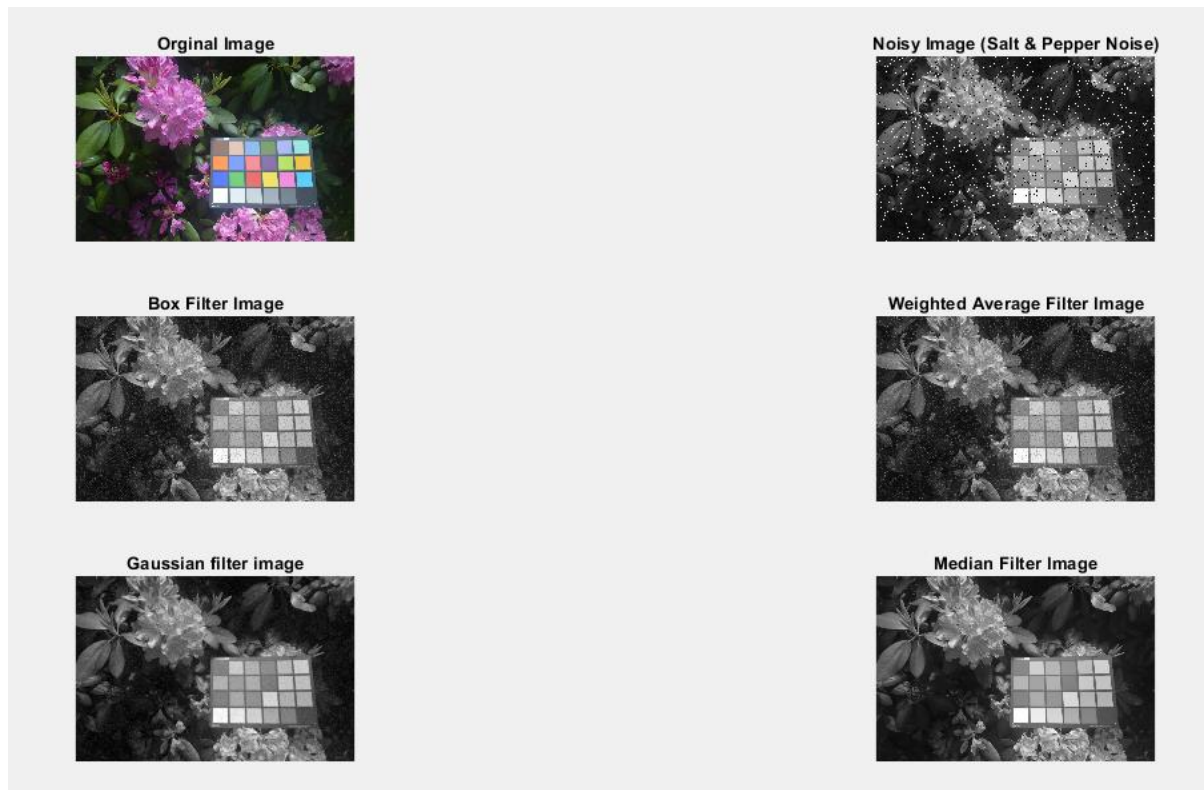 Orginal Image
Noisy Image (Salt & Pepper Noise)
Box Filter Image
Weighted Average Filter Image
Gaussian filter image
Median Filter Image